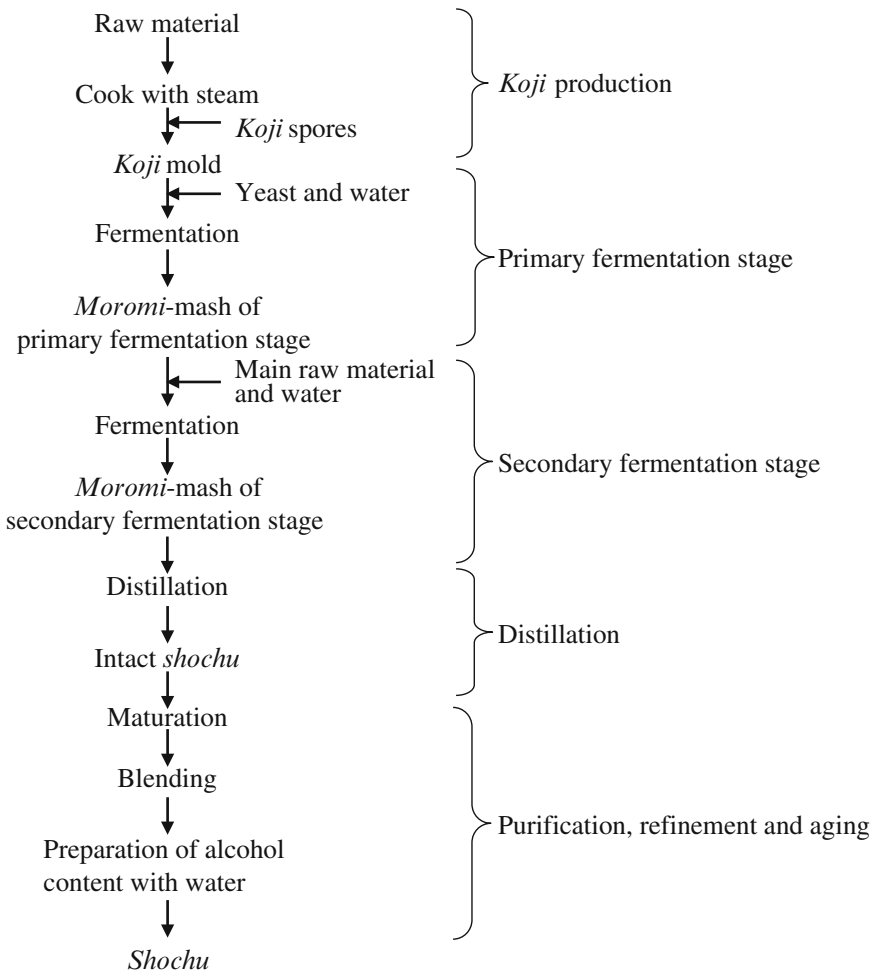 Raw material
Cook with steam
Koji spores
Koji mold
Koji production
Yeast and water
Fermentation
Moromi-mash of
primary fermentation stage
Primary fermentation stage
Main raw material
and water
Fermentation
Moromi-mash of
secondary fermentation stage
Secondary fermentation stage
Distillation
Intact shochu
Distillation
Maturation
Blending
Preparation of alcohol
content with water
Shochu
Purification, refinement and aging